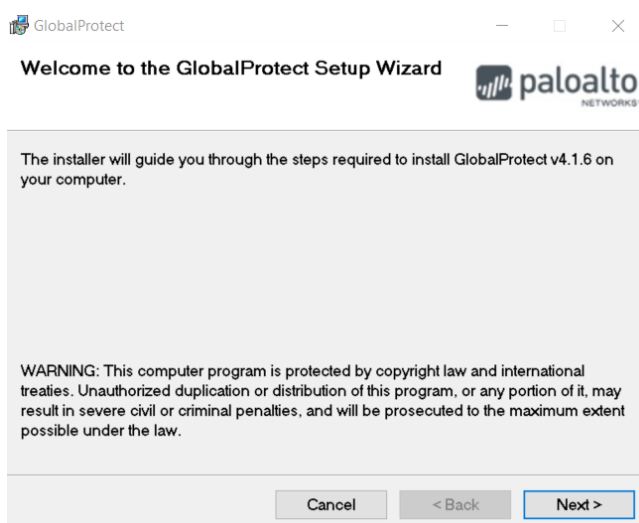 GlobalProtect
Welcome to the GlobalProtect Setup Wizard
paloalto
NETWORKS
The installer will guide you through the steps required to install GlobalProtect v4.1.6 on
your computer.
WARNING: This computer program is protected by copyright law and international
treaties. Unauthorized duplication or distribution of this program, or any portion of it, may
result in severe civil or criminal penalties, and will be prosecuted to the maximum extent
possible under the law.
Cancel
< Back
Next >